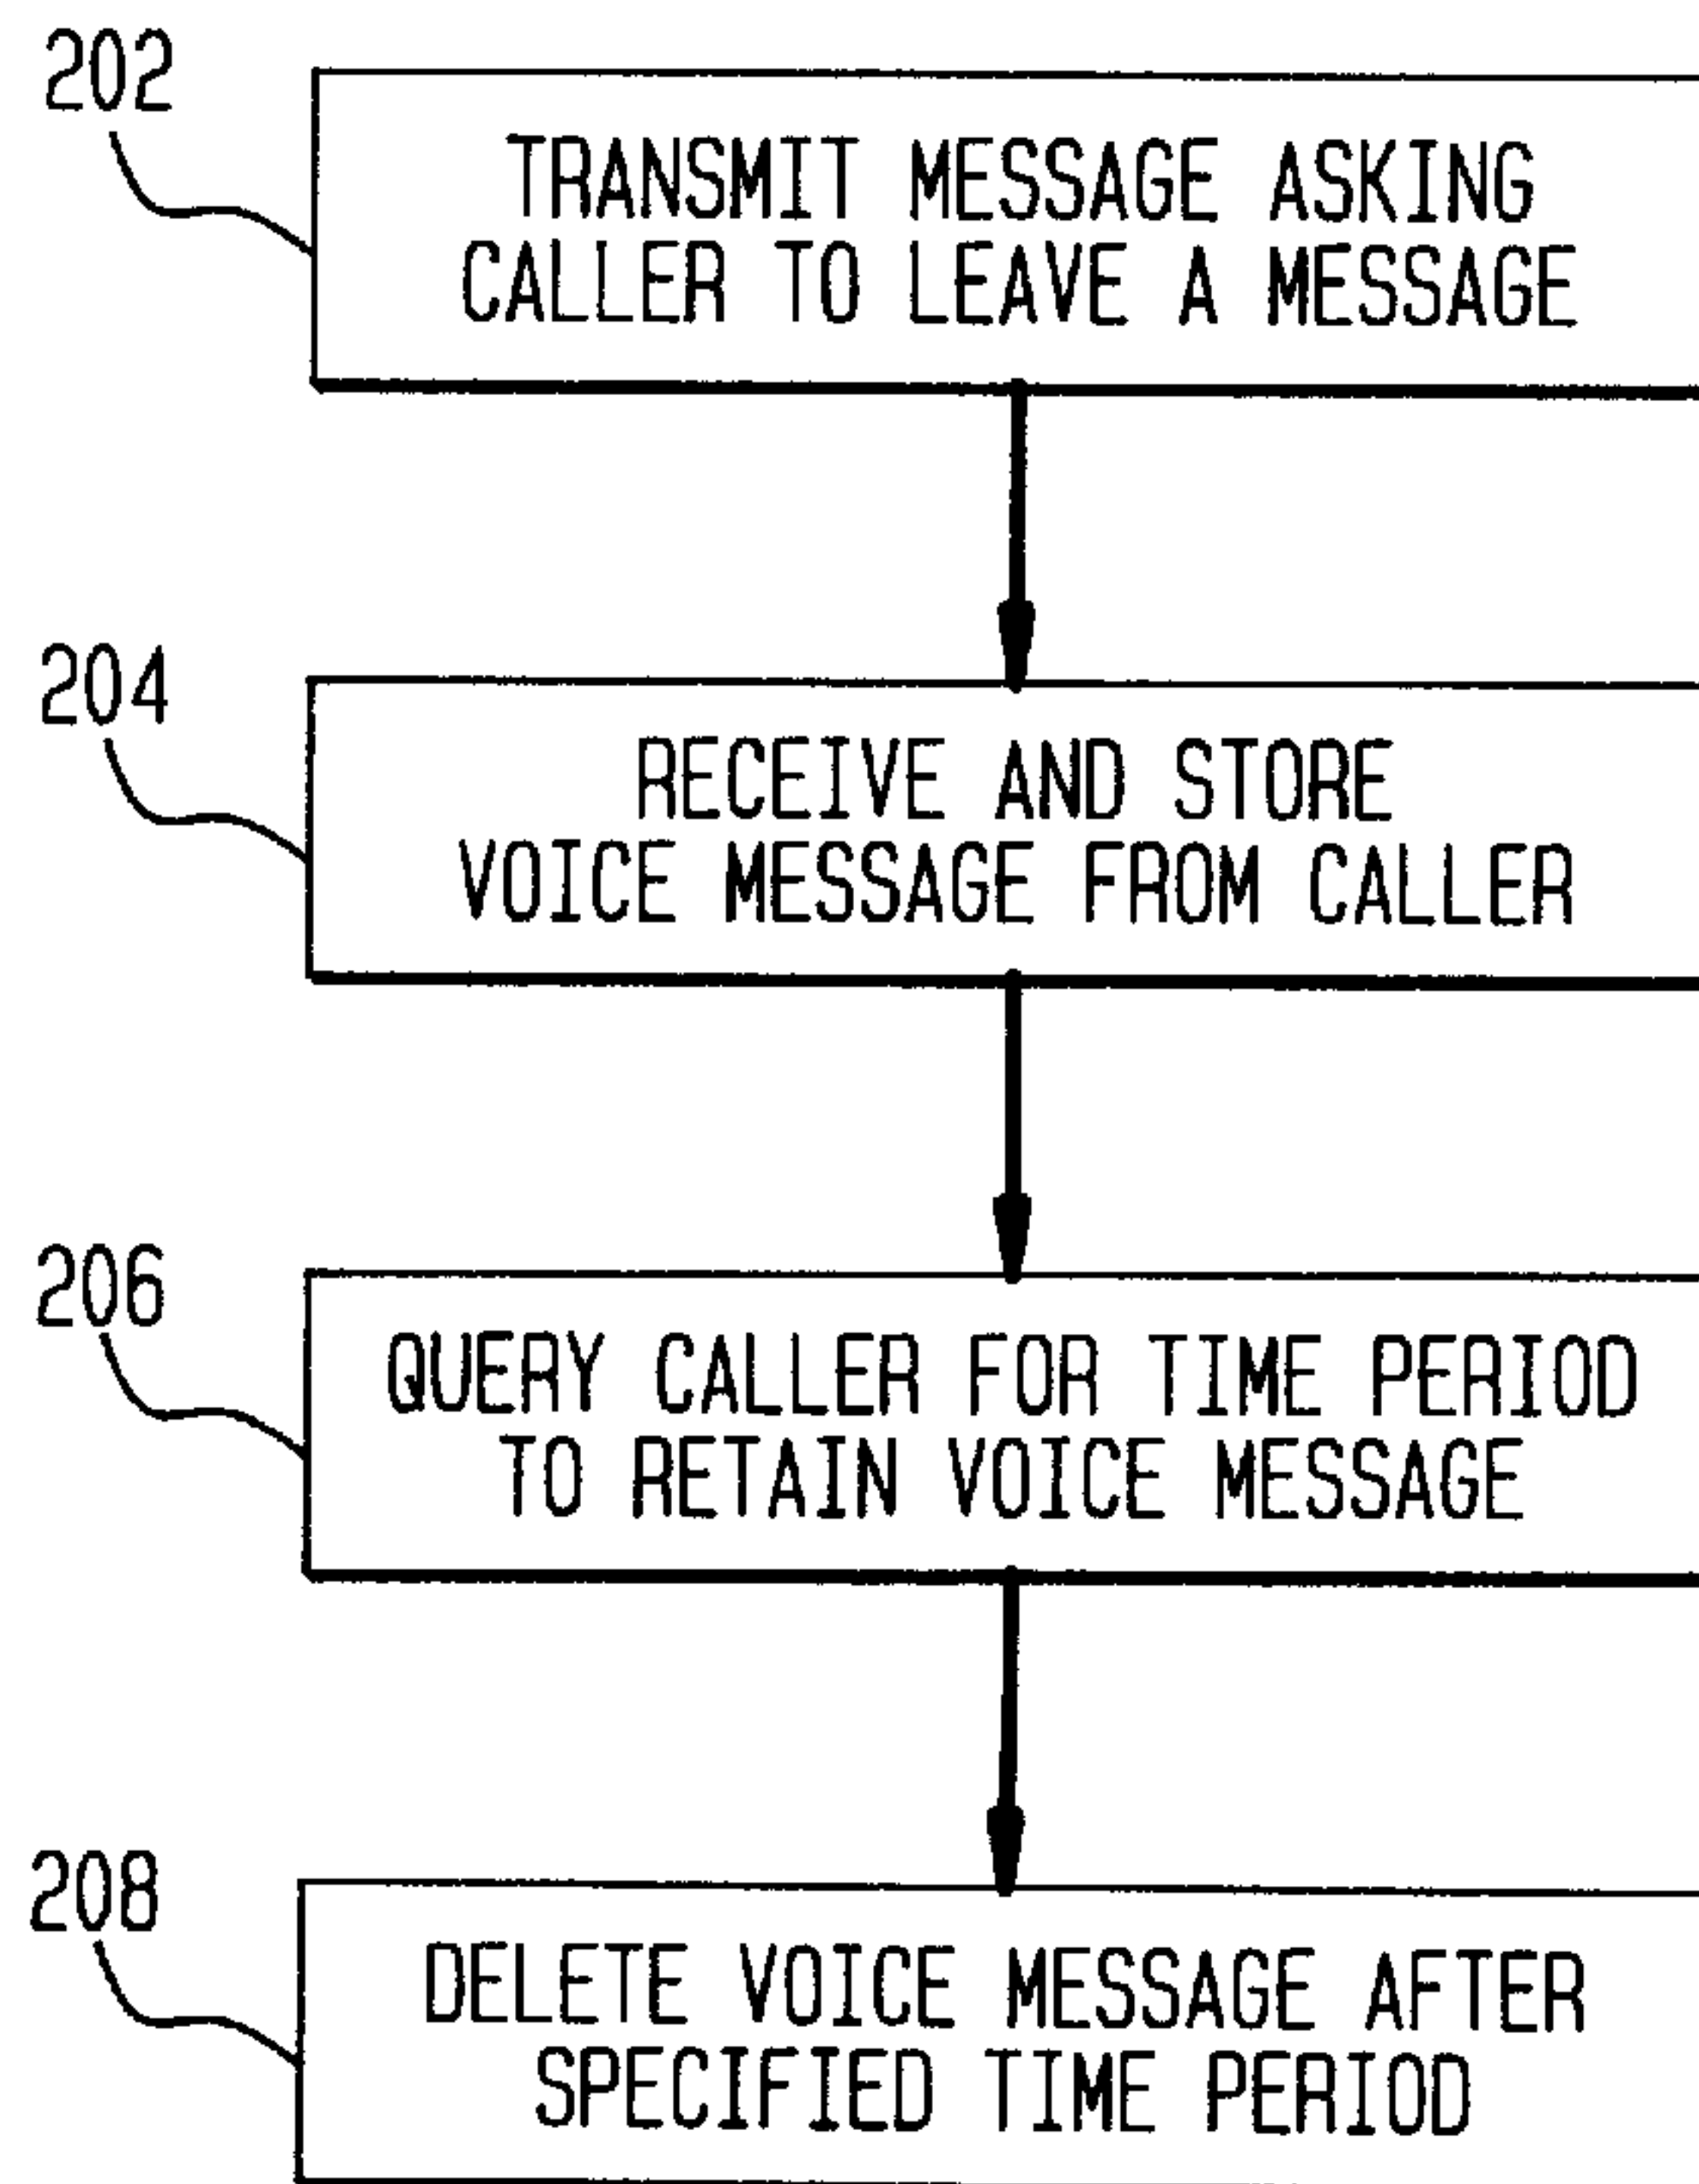 202
TRANSMIT MESSAGE ASKING
CALLER TO LEAVE A MESSAGE
204
RECEIVE AND STORE
VOICE MESSAGE FROM CALLER
206
QUERY CALLER FOR TIME PERIOD
TO RETAIN VOICE MESSAGE
208
DELETE VOICE MESSAGE AFTER
SPECIFIED TIME PERIOD